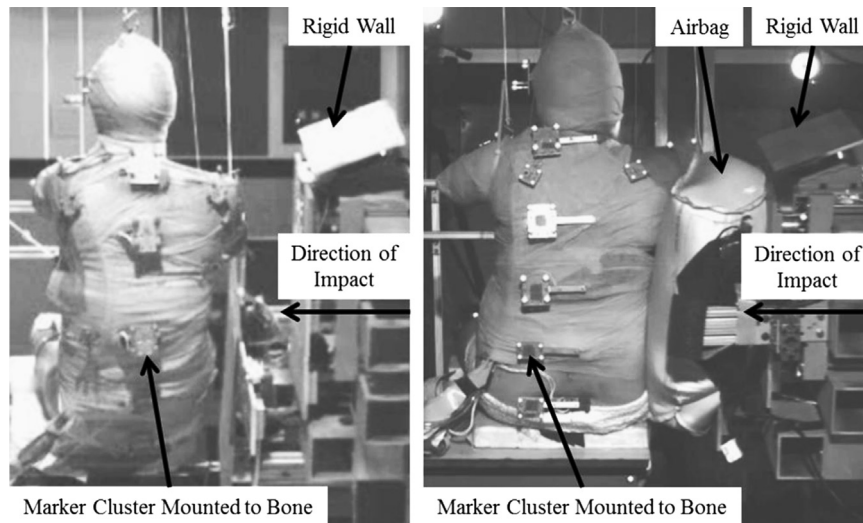 Rigid Wall
Direction of
Impact
Marker Cluster Mounted to Bone
Airbag
Rigid Wall
Direction of
Impact
Marker Cluster Mounted to Bone